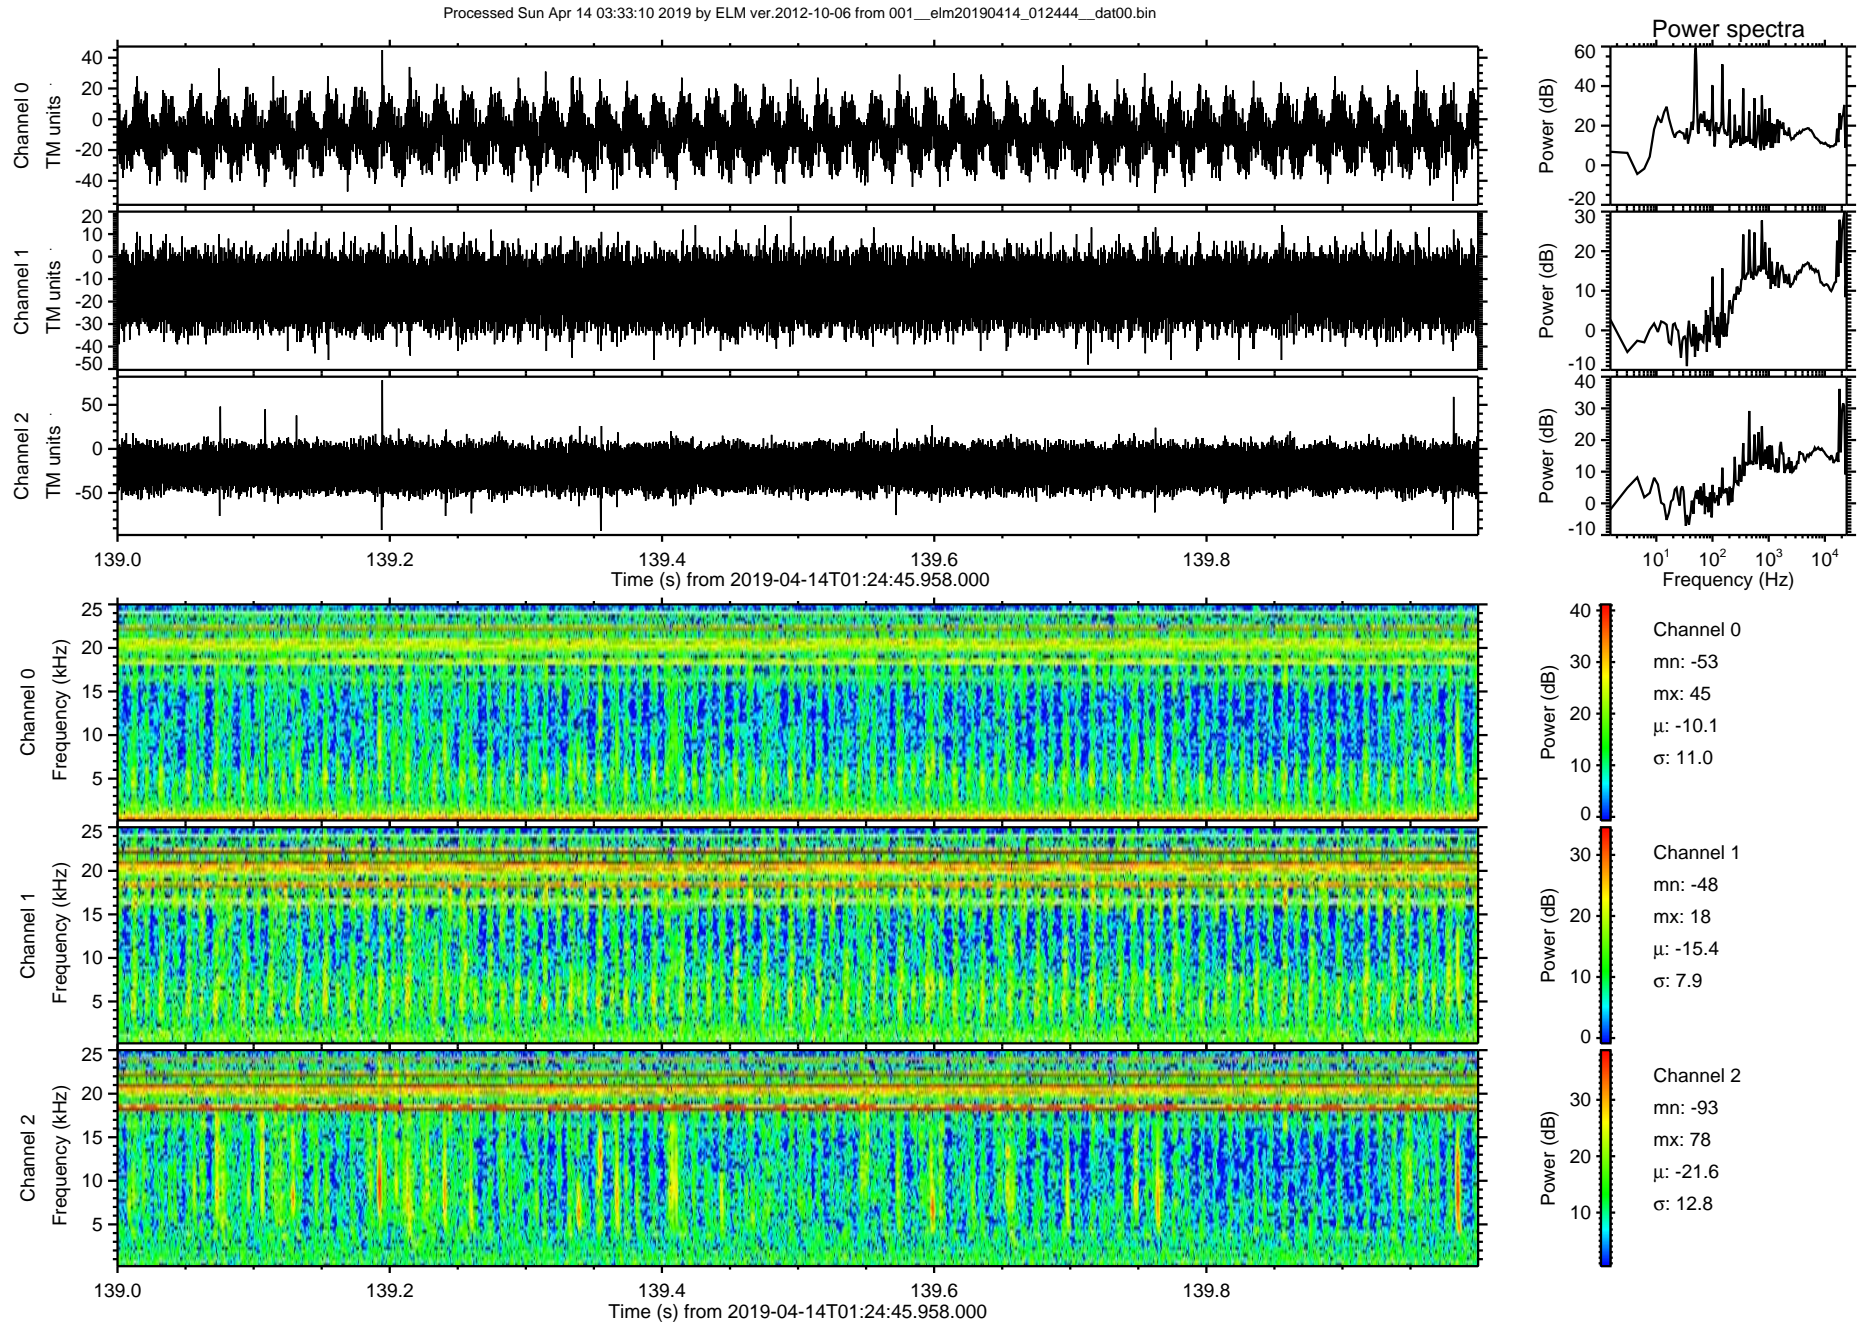 Processed Sun Apr 14 03:33:10 2019 by ELM ver.2012-10-06 from 001__elm20190414_012444__dat00.bin
Power spectra
Channel 0
TM units
40
20
0
-20
-40
Power (dB)
60
40
20
0
-20
Channel 1
TM units
20
10
0
-10
-20
-30
-40
-50
Power (dB)
30
20
10
0
-10
Channel 2
TM units
50
0
-50
Power (dB)
40
30
20
10
0
-10
139.0 139.2 139.4 139.6 139.8
Time (s) from 2019-04-14T01:24:45.958.000
10^1 10^2 10^3 10^4
Frequency (Hz)
Channel 0
Frequency (kHz)
25
20
15
10
5
Power (dB)
40
30
20
10
0
Channel 0
mn: -53
mx: 45
μ: -10.1
σ: 11.0
Channel 1
Frequency (kHz)
25
20
15
10
5
Power (dB)
30
20
10
0
Channel 1
mn: -48
mx: 18
μ: -15.4
σ: 7.9
Channel 2
Frequency (kHz)
25
20
15
10
5
Power (dB)
30
20
10
Channel 2
mn: -93
mx: 78
μ: -21.6
σ: 12.8
139.0 139.2 139.4 139.6 139.8
Time (s) from 2019-04-14T01:24:45.958.000